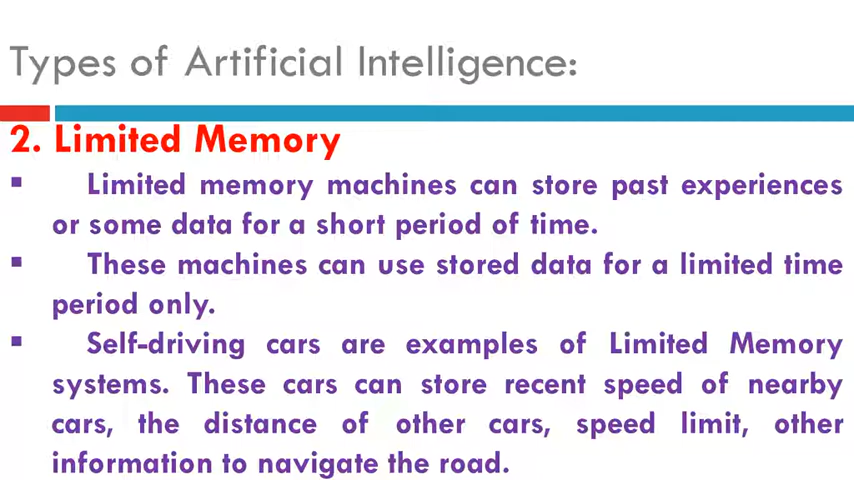 Types of Artificial Intelligence:
2. Limited Memory
▪ Limited memory machines can store past experiences
or some data for a short period of time.
▪ These machines can use stored data for a limited time
period only.
▪ Self-driving cars are examples of Limited Memory
systems. These cars can store recent speed of nearby
cars, the distance of other cars, speed limit, other
information to navigate the road.